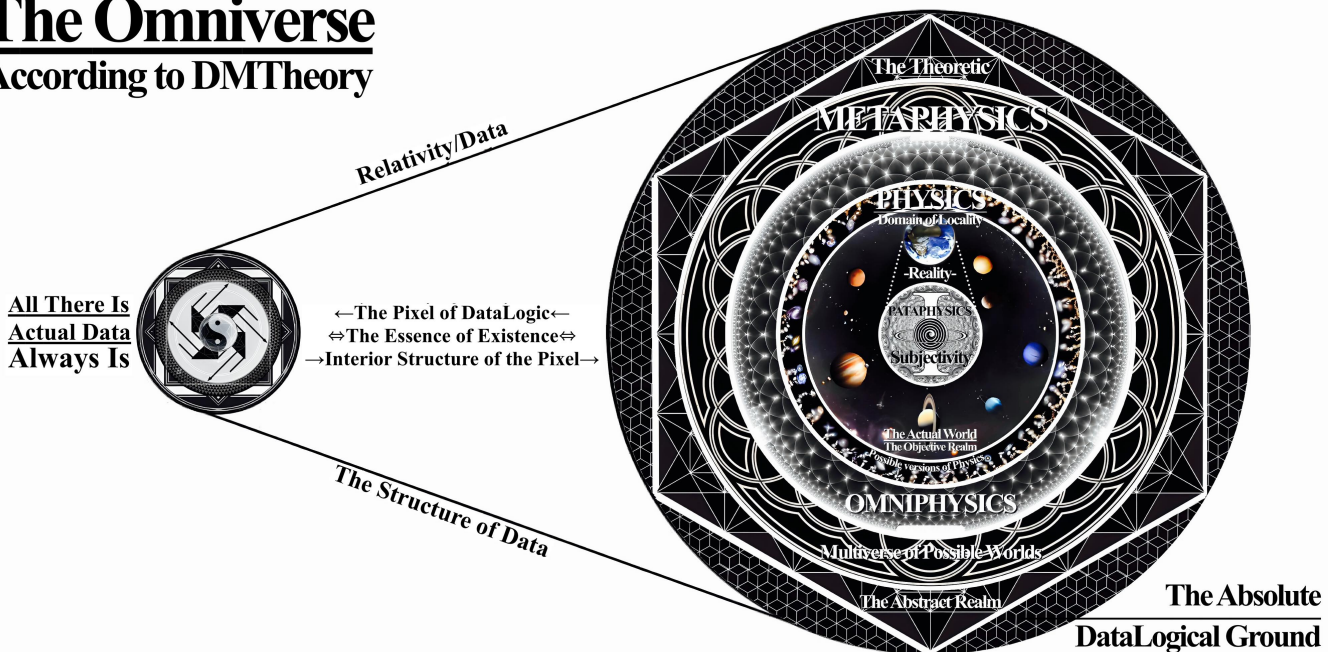 The Omniverse
According to DMTheory
Relativity/Data
All There Is
Actual Data
Always Is
←The Pixel of DataLogic←
⇔The Essence of Existence⇔
→Interior Structure of the Pixel→
The Structure of Data
The Theoretic
METAPHYSICS
PHYSICS
Domain of Locality
-Reality-
PATAPHYSICS
Subjectivity
The Actual World
The Objective Realm
Possible versions of Physics
OMNIPHYSICS
Multiverse of Possible Worlds
The Abstract Realm
The Absolute
DataLogical Ground